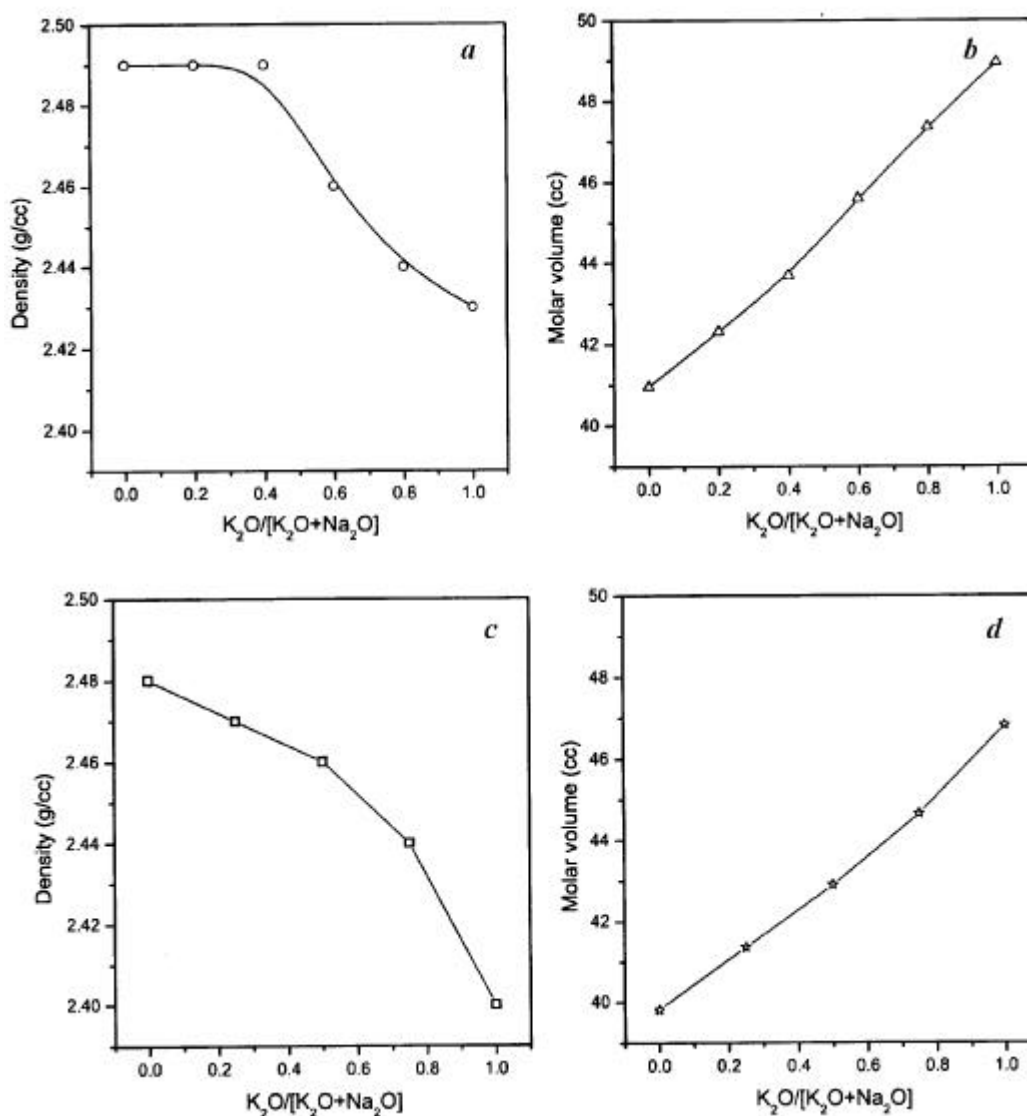 a
2.50
2.48
2.46
2.44
2.42
2.40
Density (g/cc)
0.0 0.2 0.4 0.6 0.8 1.0
K₂O/[K₂O+Na₂O]
b
50
48
46
44
42
40
Molar volume (cc)
0.0 0.2 0.4 0.6 0.8 1.0
K₂O/[K₂O+Na₂O]
c
2.50
2.48
2.46
2.44
2.42
2.40
Density (g/cc)
0.0 0.2 0.4 0.6 0.8 1.0
K₂O/[K₂O+Na₂O]
d
50
48
46
44
42
40
Molar volume (cc)
0.0 0.2 0.4 0.6 0.8 1.0
K₂O/[K₂O+Na₂O]